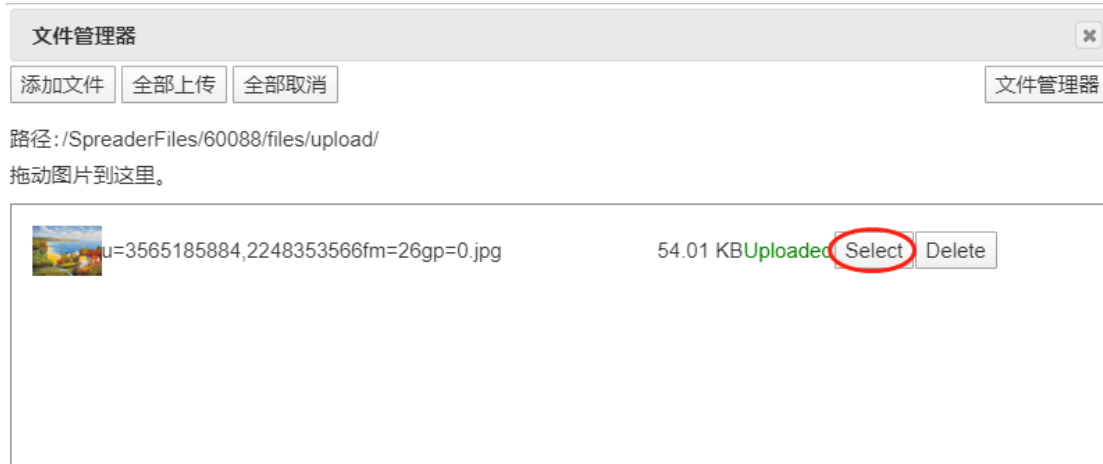 文件管理器
添加文件 全部上传 全部取消 文件管理器
路径:/SpreaderFiles/60088/files/upload/
拖动图片到这里。
u=3565185884,2248353566fm=26gp=0.jpg 54.01 KBUploaded Select Delete